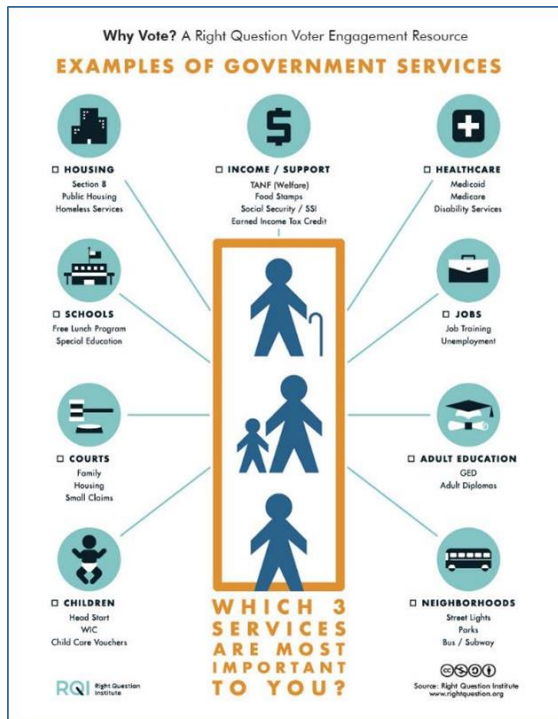 Why Vote? A Right Question Voter Engagement Resource
EXAMPLES OF GOVERNMENT SERVICES
☐ HOUSING
Section 8
Public Housing
Homeless Services
☐ INCOME / SUPPORT
TANF (Welfare)
Food Stamps
Social Security / SSI
Earned Income Tax Credit
☐ HEALTHCARE
Medicaid
Medicare
Disability Services
☐ SCHOOLS
Free Lunch Program
Special Education
☐ JOBS
Job Training
Unemployment
☐ COURTS
Family
Housing
Small Claims
☐ ADULT EDUCATION
GED
Adult Diplomas
☐ CHILDREN
Head Start
WIC
Child Care Vouchers
☐ NEIGHBORHOODS
Street Lights
Parks
Bus / Subway
WHICH 3
SERVICES
ARE MOST
IMPORTANT
TO YOU?
RQI Right Question
Institute
Source: Right Question Institute
www.rightquestion.org